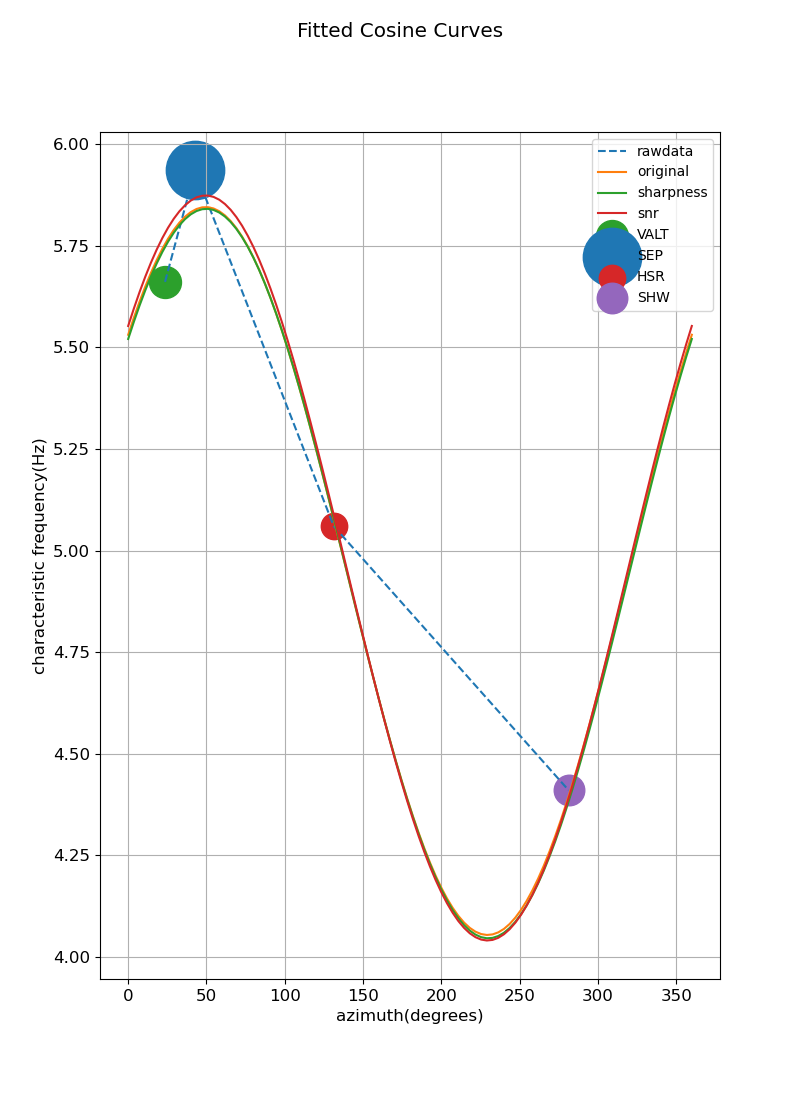 Fitted Cosine Curves
characteristic frequency(Hz)
6.00
5.75
5.50
5.25
5.00
4.75
4.50
4.25
4.00
rawdata
original
sharpness
snr
VALT
SEP
HSR
SHW
0 50 100 150 200 250 300 350
azimuth(degrees)